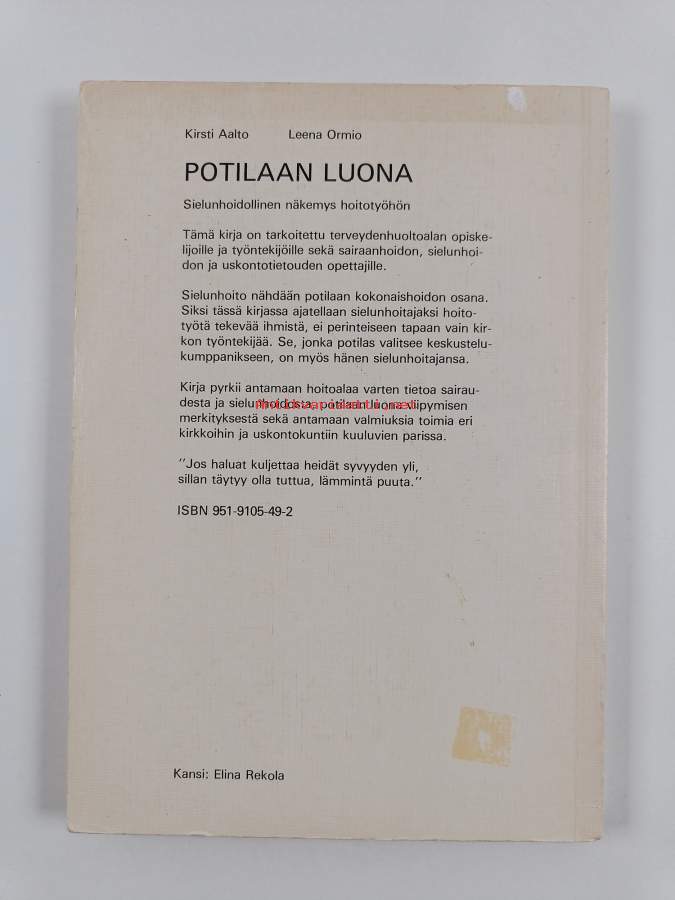 Kirsti Aalto Leena Ormio
POTILAAN LUONA
Sielunhoidollinen näkemys hoitotyöhön
Tämä kirja on tarkoitettu terveydenhuoltoalan opiske-
lijoille ja työntekijöille sekä sairaanhoidon, sielunhoi-
don ja uskontotietouden opettajille.
Sielunhoito nähdään potilaan kokonaishoidon osana.
Siksi tässä kirjassa ajatellaan sielunhoitajaksi hoito-
työtä tekevää ihmistä, ei perinteiseen tapaan vain kir-
kon työntekijää. Se, jonka potilas valitsee keskustelu-
kumppanikseen, on myös hänen sielunhoitajansa.
Kirja pyrkii antamaan hoitoalaa varten tietoa sairau-
desta ja sielunhoidosta, potilaan luona viipymisen
merkityksestä sekä antamaan valmiuksia toimia eri
kirkkoihin ja uskontokuntiin kuuluvien parissa.
''Jos haluat kuljettaa heidät syvyyden yli,
sillan täytyy olla tuttua, lämmintä puuta.''
ISBN 951-9105-49-2
Kansi: Elina Rekola